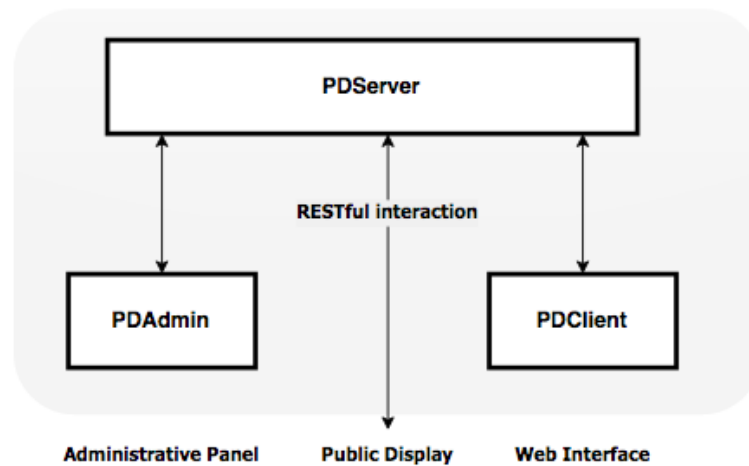 PDServer
RESTful interaction
PDAdmin
PDClient
Administrative Panel
Public Display
Web Interface